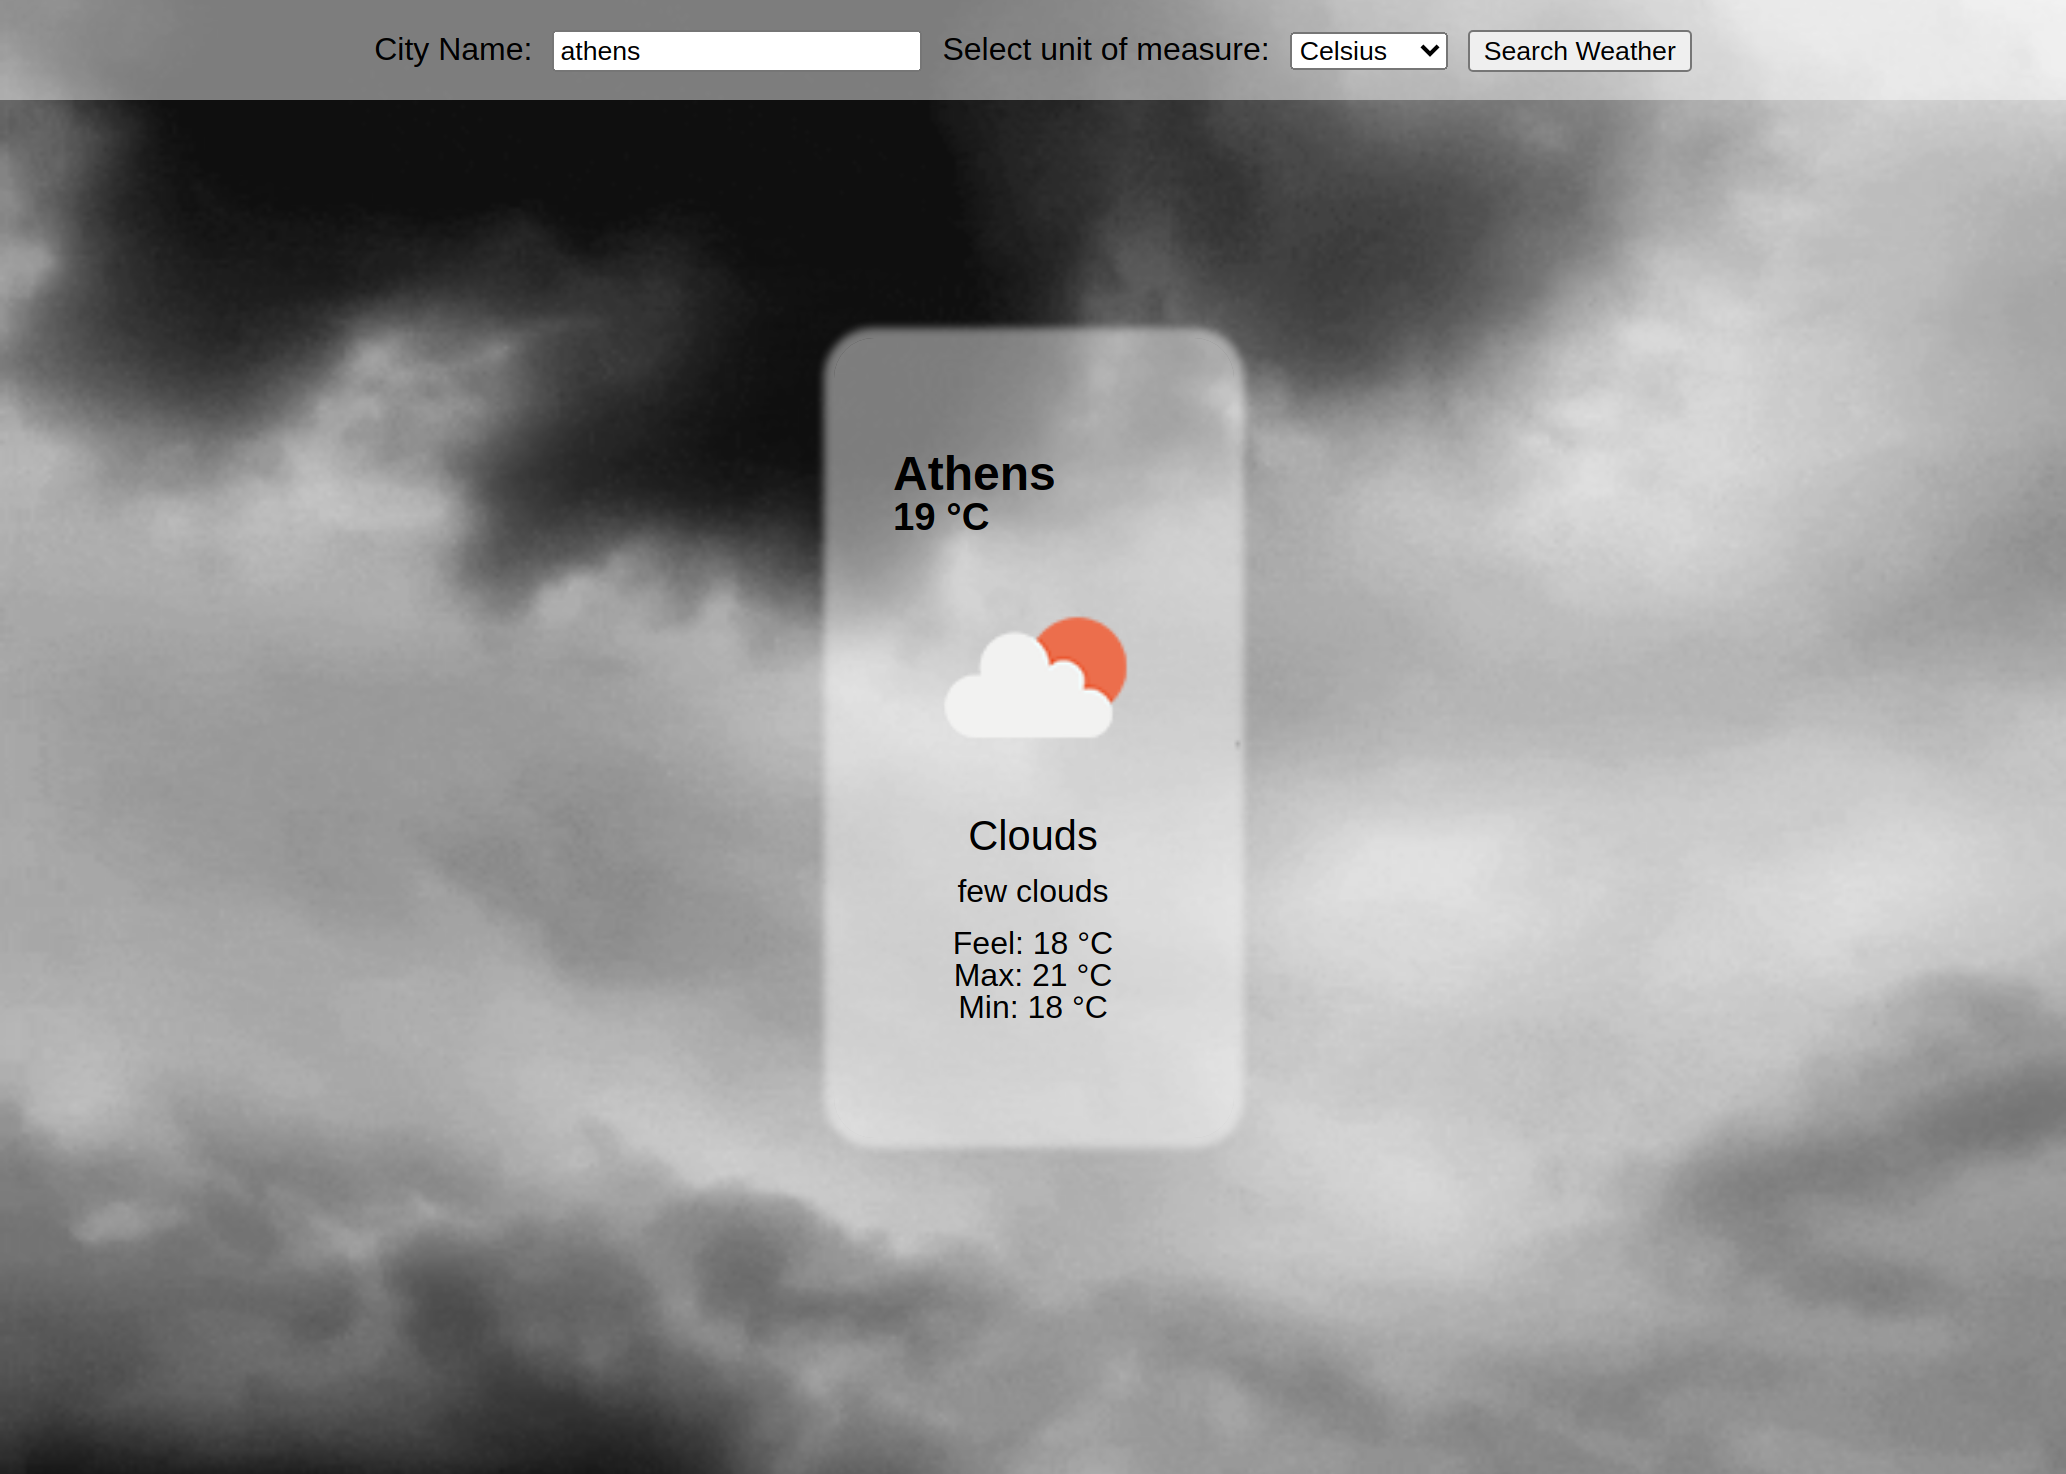 City Name: athens Select unit of measure: Celsius Search Weather
Athens
19 °C
Clouds
few clouds
Feel: 18 °C
Max: 21 °C
Min: 18 °C